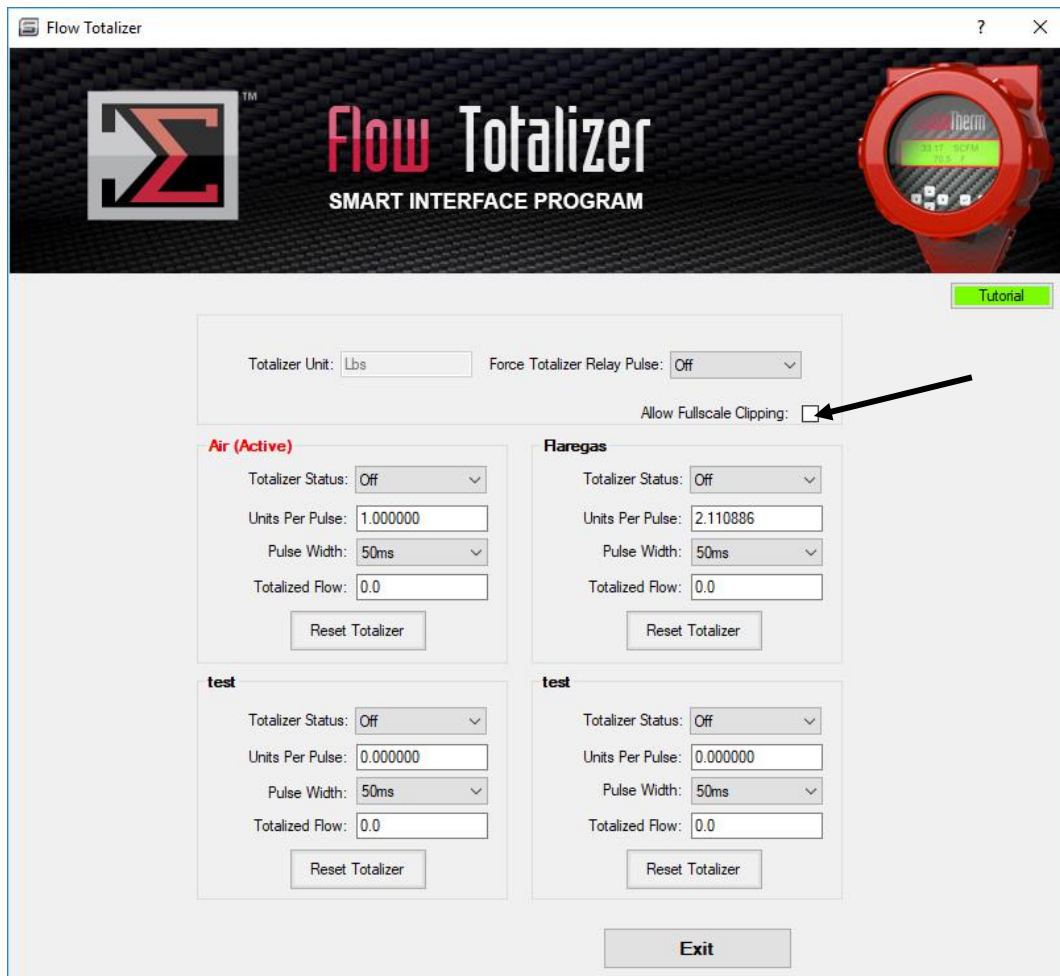 Flow Totalizer
?
TM
Flow Totalizer
SMART INTERFACE PROGRAM
Therm
33.17 SCFM
70.5 F
Tutorial
Totalizer Unit: Lbs Force Totalizer Relay Pulse: Off
Allow Fullscale Clipping:
Air (Active)
Totalizer Status: Off
Units Per Pulse: 1.000000
Pulse Width: 50ms
Totalized Flow: 0.0
Reset Totalizer
Flaregas
Totalizer Status: Off
Units Per Pulse: 2.110886
Pulse Width: 50ms
Totalized Flow: 0.0
Reset Totalizer
test
Totalizer Status: Off
Units Per Pulse: 0.000000
Pulse Width: 50ms
Totalized Flow: 0.0
Reset Totalizer
test
Totalizer Status: Off
Units Per Pulse: 0.000000
Pulse Width: 50ms
Totalized Flow: 0.0
Reset Totalizer
Exit